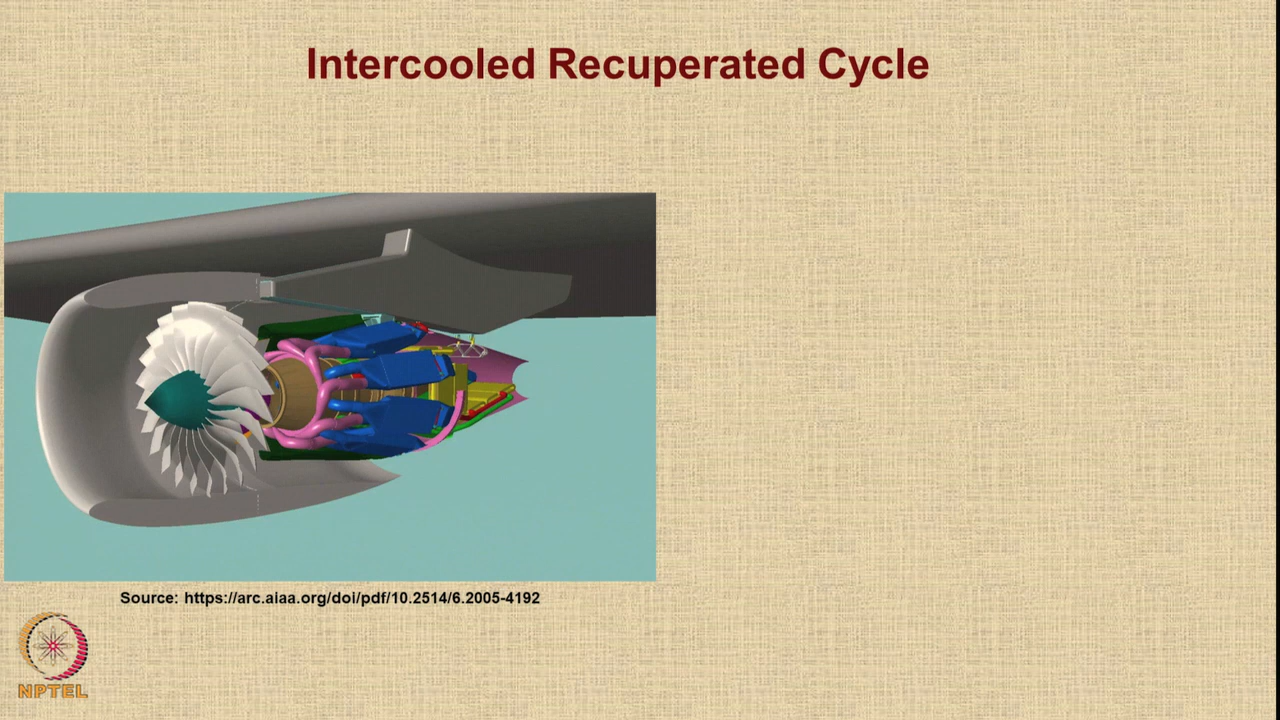 Intercooled Recuperated Cycle
Source: https://arc.aiaa.org/doi/pdf/10.2514/6.2005-4192
NPTEL